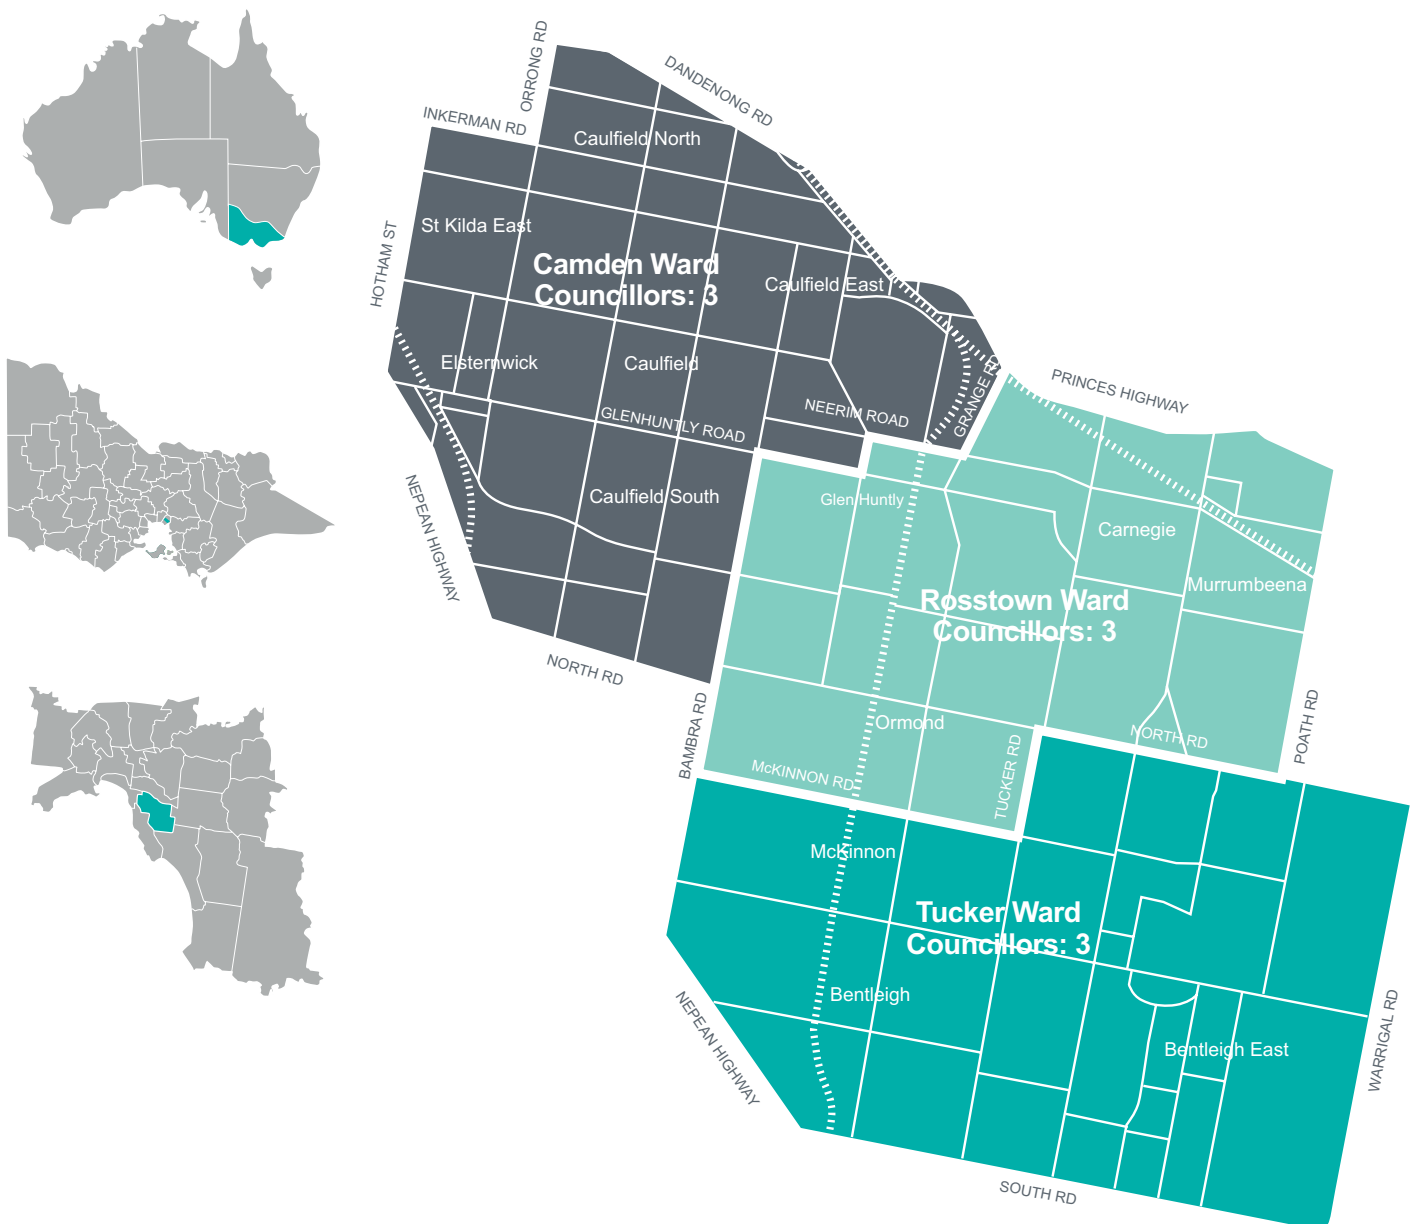 ORRONG RD
DANDENONG RD
INKERMAN RD
Caulfield North
St Kilda East
HOTHAM ST
Camden Ward
Councillors: 3
Caulfield East
Elsternwick
Caulfield
GRANGE RD
PRINCES HIGHWAY
GLENHUNTLY ROAD
NEERIM ROAD
NEPEAN HIGHWAY
Caulfield South
Glen Huntly
Carnegie
Murrumbeena
Rosstown Ward
Councillors: 3
NORTH RD
BAMBRA RD
Ormond
NORTH RD
POATH RD
McKINNON RD
TUCKER RD
McKinnon
Tucker Ward
Councillors: 3
Bentleigh
NEPEAN HIGHWAY
Bentleigh East
WARRIGAL RD
SOUTH RD